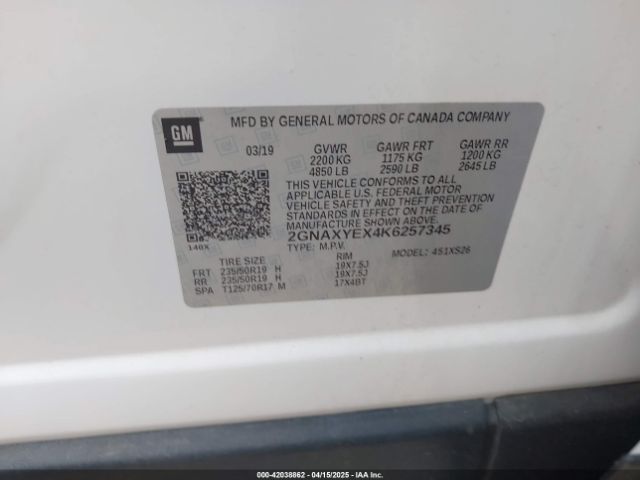 GM
MFD BY GENERAL MOTORS OF CANADA COMPANY
03/19 GVWR GAWR FRT GAWR RR
2200 KG 1175 KG 1200 KG
4850 LB 2590 LB 2645 LB
THIS VEHICLE CONFORMS TO ALL
APPLICABLE U.S. FEDERAL MOTOR
VEHICLE SAFETY AND THEFT PREVENTION
STANDARDS IN EFFECT ON THE DATE OF
MANUFACTURE SHOWN ABOVE.
2GNAXYEX4K6257345
148X TYPE: M.P.V. MODEL: 451XS26
TIRE SIZE RIM
FRT 235/50R19 H 19X7.5J
RR 235/50R19 H 19X7.5J
SPA T125/70R17 M 17X4BT
000-42038862 04/15/2025 - IAA Inc.